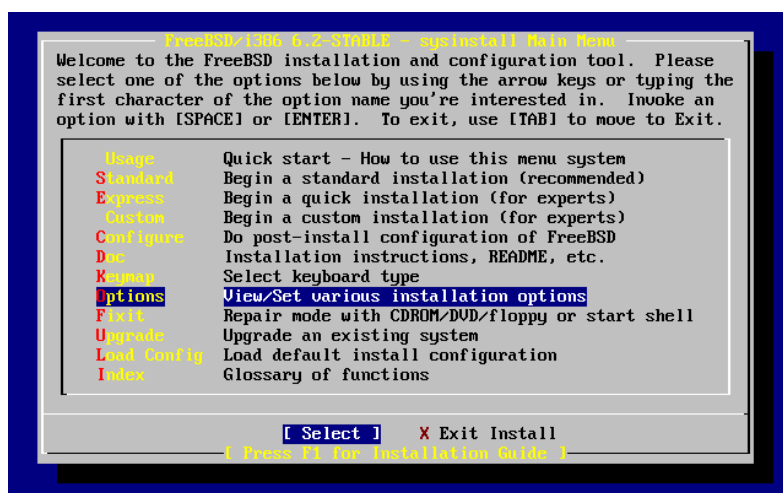 FreeBSD/i386 6.2-STABLE - sysinstall Main Menu
Welcome to the FreeBSD installation and configuration tool.  Please
select one of the options below by using the arrow keys or typing the
first character of the option name you're interested in.  Invoke an
option with [SPACE] or [ENTER].  To exit, use [TAB] to move to Exit.
Usage Quick start - How to use this menu system
Standard Begin a standard installation (recommended)
Express Begin a quick installation (for experts)
Custom Begin a custom installation (for experts)
Configure Do post-install configuration of FreeBSD
Doc Installation instructions, README, etc.
Keymap Select keyboard type
Options View/Set various installation options
Fixit Repair mode with CDROM/DVD/floppy or start shell
Upgrade Upgrade an existing system
Load Config Load default install configuration
Index Glossary of functions
[ Select ] X Exit Install
[ Press F1 for Installation Guide ]